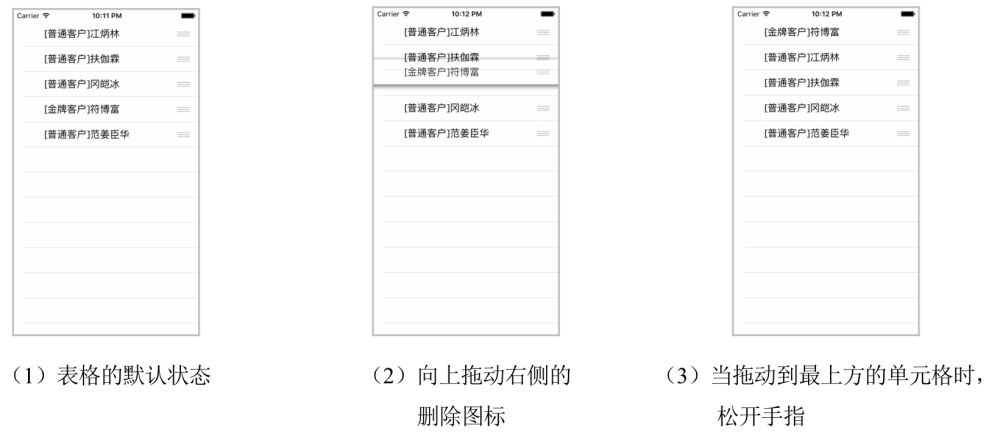 Carrier 10:11 PM
[普通客户]冮炳林
[普通客户]扶伽霖
[普通客户]冈皑冰
[金牌客户]符博富
[普通客户]范姜臣华
（1）表格的默认状态
Carrier 10:12 PM
[普通客户]冮炳林
[普通客户]扶伽霖
[金牌客户]符博富
[普通客户]冈皑冰
[普通客户]范姜臣华
（2）向上拖动右侧的
删除图标
Carrier 10:12 PM
[金牌客户]符博富
[普通客户]冮炳林
[普通客户]扶伽霖
[普通客户]冈皑冰
[普通客户]范姜臣华
（3）当拖动到最上方的单元格时，
松开手指